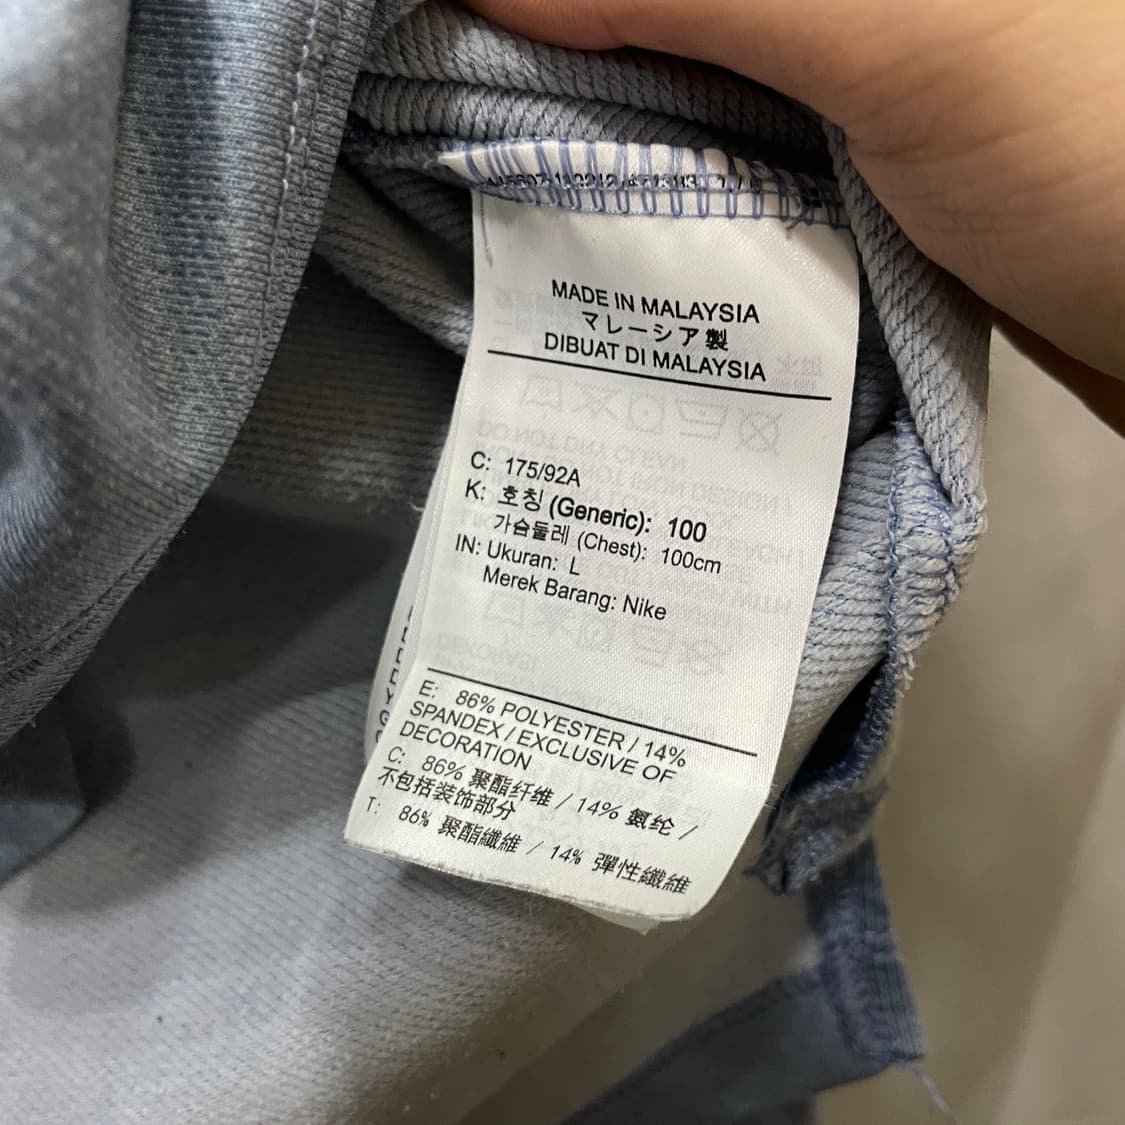 MADE IN MALAYSIA
マレーシア製
DIBUAT DI MALAYSIA
C: 175/92A
K: 호칭 (Generic): 100
가슴둘레 (Chest): 100cm
IN: Ukuran: L
Merek Barang: Nike
E: 86% POLYESTER / 14%
SPANDEX / EXCLUSIVE OF
DECORATION
C: 86% 聚酯纤维 / 14% 氨纶 /
不包括装饰部分
T: 86% 聚酯纖維 / 14% 彈性纖維